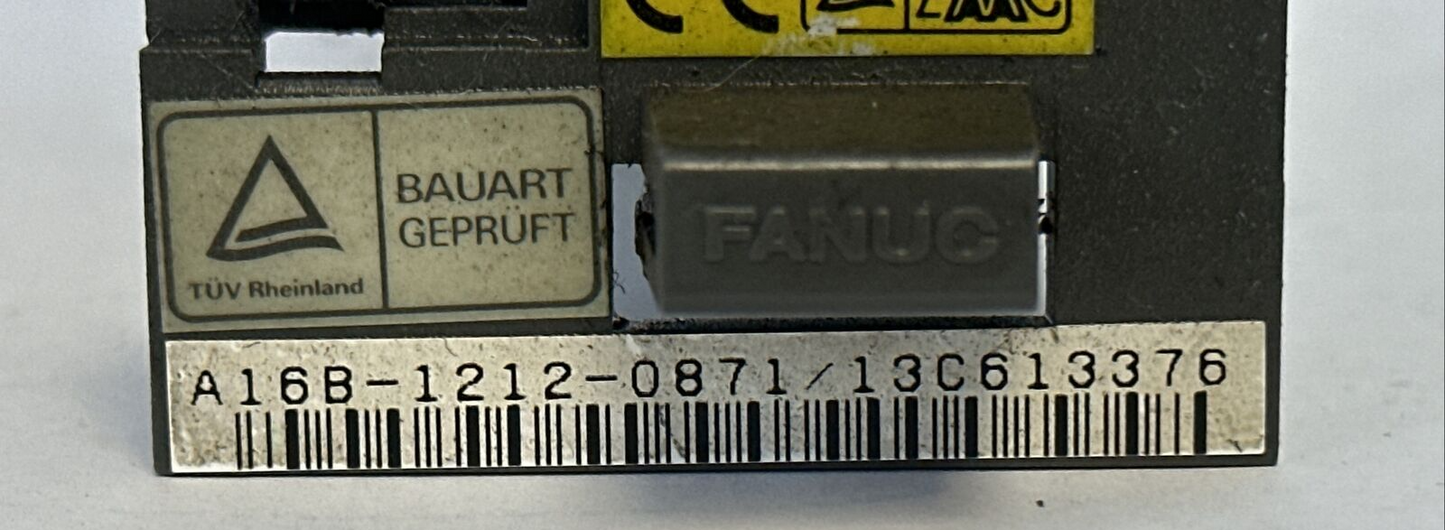 BAUART
GEPRÜFT
TÜV Rheinland
FANUC
A16B-1212-0871/13C613376